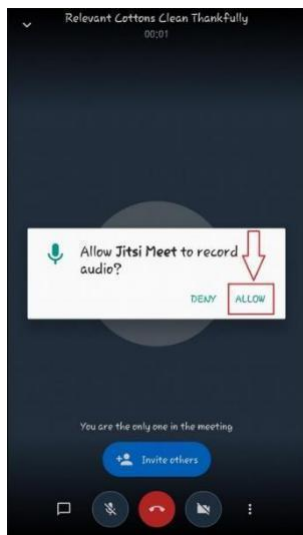 Relevant Cottons Clean Thankfully
00:01
Allow Jitsi Meet to record
audio?
DENY ALLOW
You are the only one in the meeting
Invite others